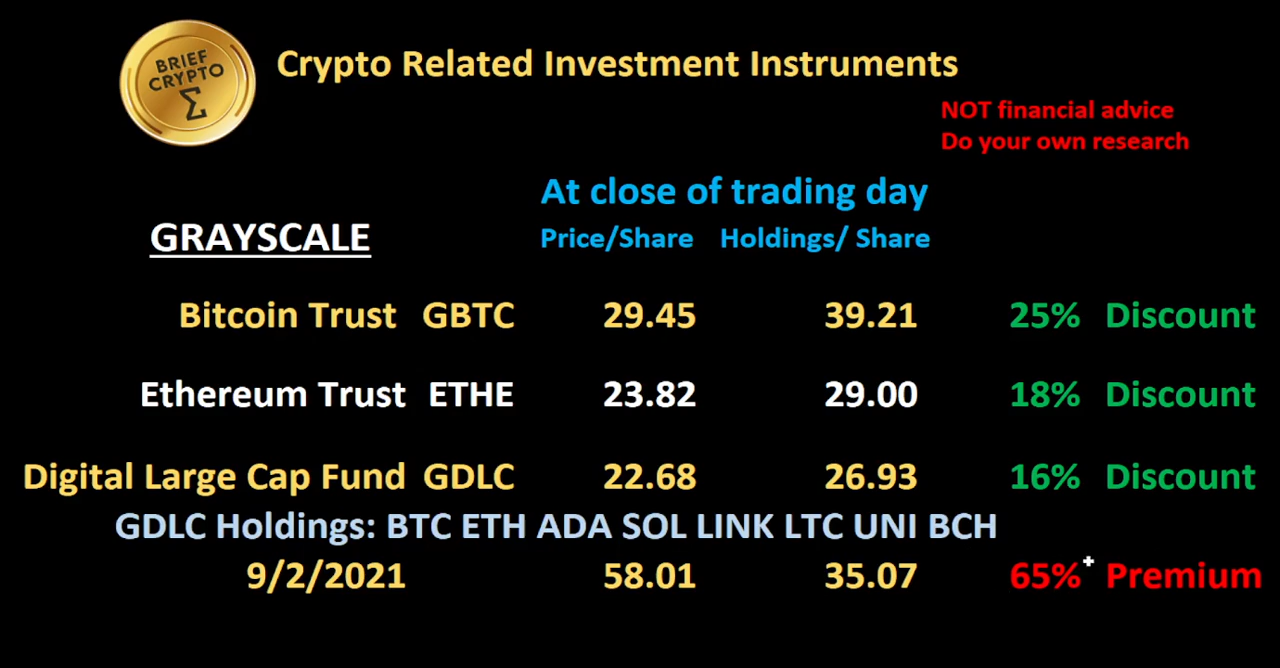 BRIEF
CRYPTO
Σ
Crypto Related Investment Instruments
NOT financial advice
Do your own research
At close of trading day
GRAYSCALE Price/Share Holdings/ Share
Bitcoin Trust GBTC 29.45 39.21 25% Discount
Ethereum Trust ETHE 23.82 29.00 18% Discount
Digital Large Cap Fund GDLC 22.68 26.93 16% Discount
GDLC Holdings: BTC ETH ADA SOL LINK LTC UNI BCH
9/2/2021 58.01 35.07 65% Premium